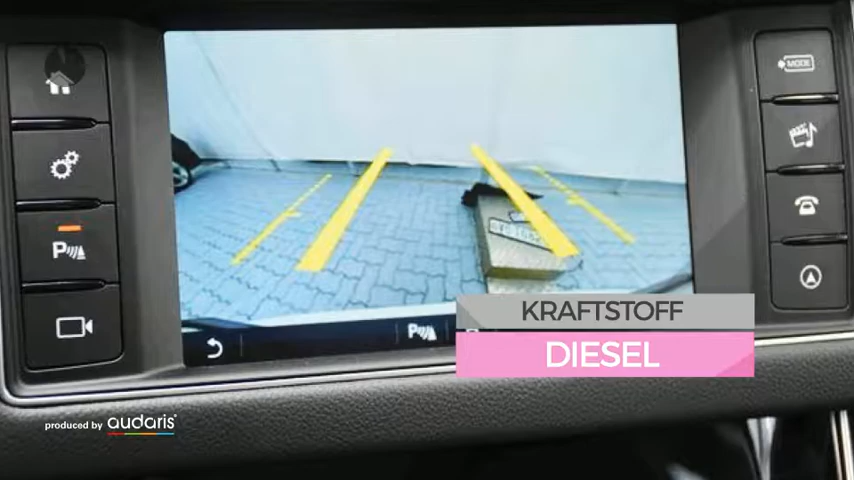 MODE
P
P
KRAFTSTOFF
DIESEL
produced by audaris